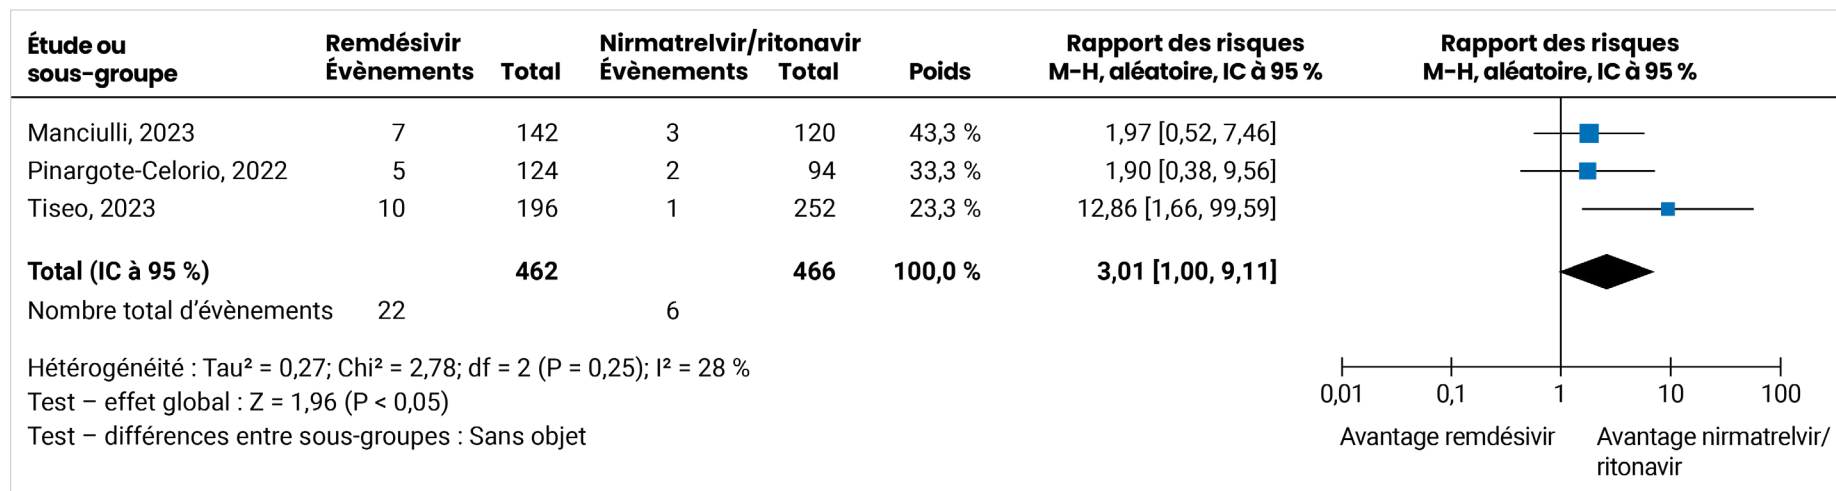 Étude ou sous-groupe Remdésivir Évènements Total Nirmatrelvir/ritonavir Évènements Total Poids Rapport des risques M-H, aléatoire, IC à 95 % Rapport des risques M-H, aléatoire, IC à 95 %
Manciulli, 2023 7 142 3 120 43,3 % 1,97 [0,52, 7,46]
Pinargote-Celorio, 2022 5 124 2 94 33,3 % 1,90 [0,38, 9,56]
Tiseo, 2023 10 196 1 252 23,3 % 12,86 [1,66, 99,59]
Total (IC à 95 %) 462 466 100,0 % 3,01 [1,00, 9,11]
Nombre total d’évènements 22 6
Hétérogénéité : Tau² = 0,27; Chi² = 2,78; df = 2 (P = 0,25); I² = 28 %
Test – effet global : Z = 1,96 (P < 0,05)
Test – différences entre sous-groupes : Sans objet
0,01 0,1 1 10 100
Avantage remdésivir Avantage nirmatrelvir/
ritonavir